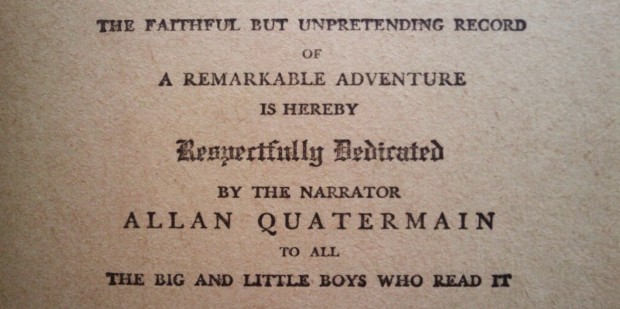 THE FAITHFUL BUT UNPRETENDING RECORD
OF
A REMARKABLE ADVENTURE
IS HEREBY
Respectfully Dedicated
BY THE NARRATOR
ALLAN QUATERMAIN
TO ALL
THE BIG AND LITTLE BOYS WHO READ IT